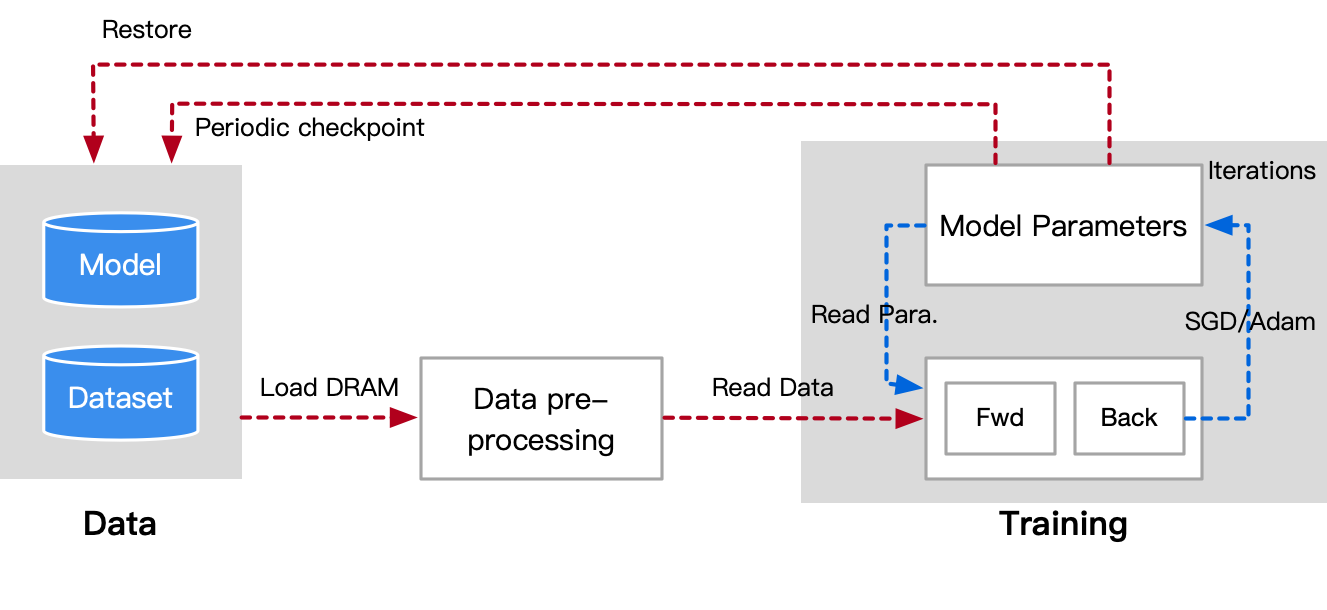 Restore
Periodic checkpoint
Iterations
Model Parameters
Model
Read Para.
SGD/Adam
Load DRAM
Read Data
Dataset
Data pre-
processing
Fwd
Back
Data
Training